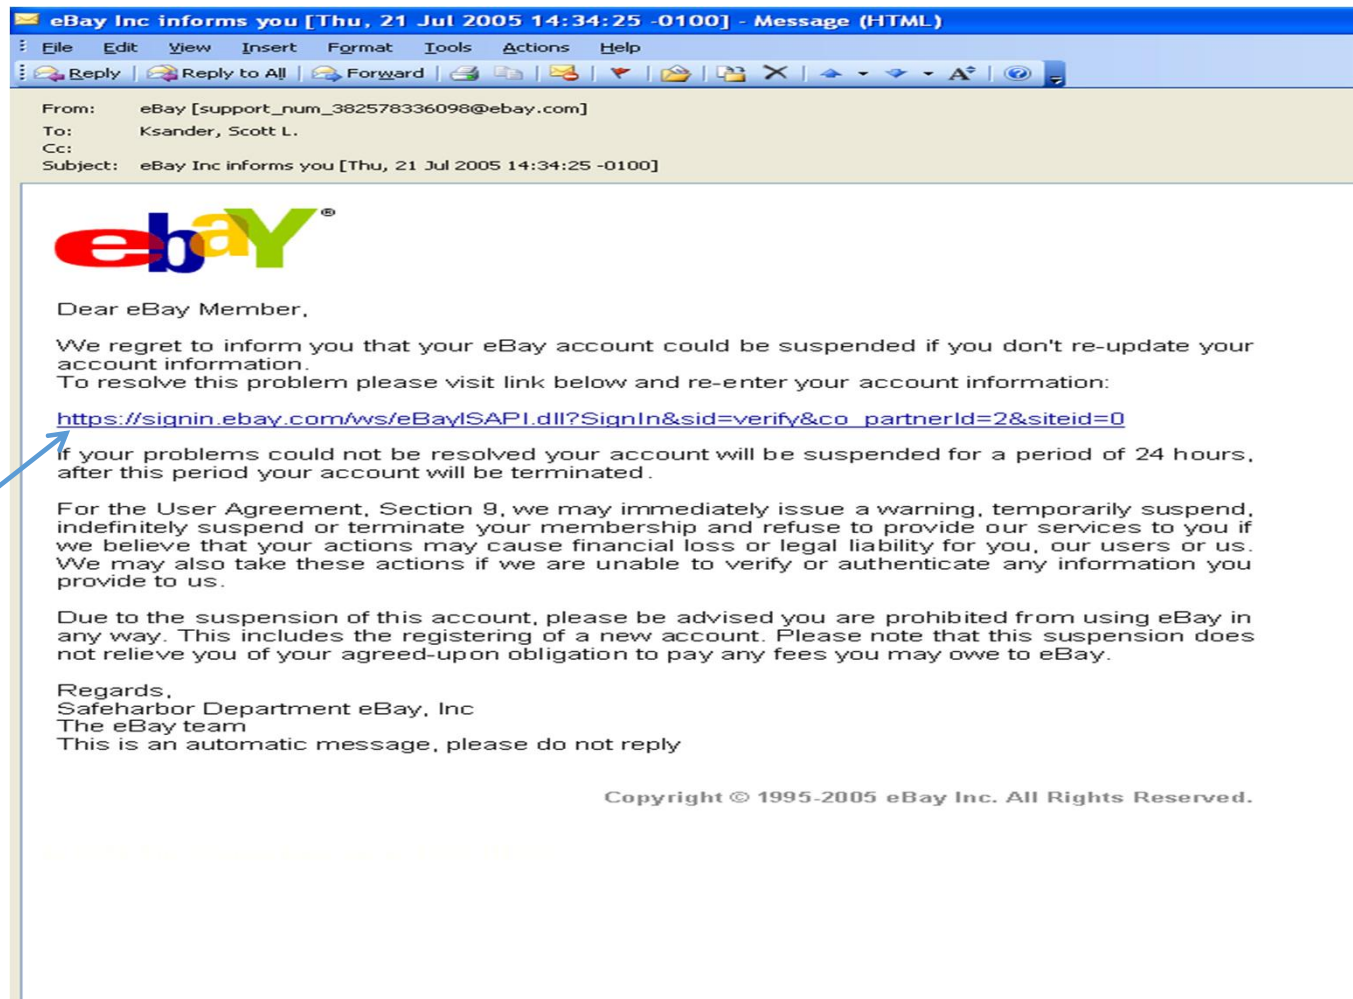 eBay Inc informs you [Thu, 21 Jul 2005 14:34:25 -0100] - Message (HTML)
File Edit View Insert Format Tools Actions Help
Reply Reply to All Forward
From: eBay [support_num_382578336098@ebay.com]
To: Ksander, Scott L.
Cc:
Subject: eBay Inc informs you [Thu, 21 Jul 2005 14:34:25 -0100]
ebaY®
Dear eBay Member,
We regret to inform you that your eBay account could be suspended if you don't re-update your
account information.
To resolve this problem please visit link below and re-enter your account information:
https://signin.ebay.com/ws/eBayISAPI.dll?SignIn&sid=verify&co_partnerId=2&siteid=0
If your problems could not be resolved your account will be suspended for a period of 24 hours,
after this period your account will be terminated.
For the User Agreement, Section 9, we may immediately issue a warning, temporarily suspend,
indefinitely suspend or terminate your membership and refuse to provide our services to you if
we believe that your actions may cause financial loss or legal liability for you, our users or us.
We may also take these actions if we are unable to verify or authenticate any information you
provide to us.
Due to the suspension of this account, please be advised you are prohibited from using eBay in
any way. This includes the registering of a new account. Please note that this suspension does
not relieve you of your agreed-upon obligation to pay any fees you may owe to eBay.
Regards,
Safeharbor Department eBay, Inc
The eBay team
This is an automatic message, please do not reply
Copyright © 1995-2005 eBay Inc. All Rights Reserved.